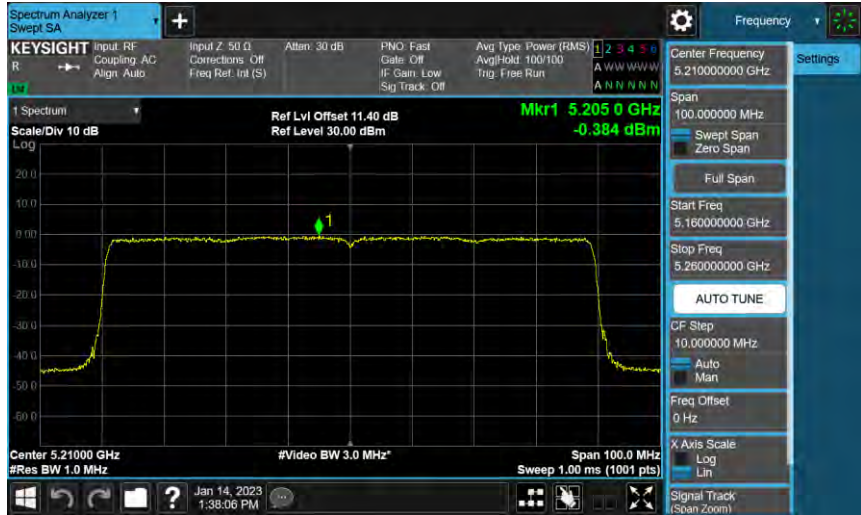 Spectrum Analyzer 1
Swept SA
+
Frequency
KEYSIGHT
R
Input: RF
Coupling: AC
Align: Auto
Input Z: 50 Ω
Corrections: Off
Freq Ref: Int (S)
Atten: 30 dB
PNO: Fast
Gate: Off
IF Gain: Low
Sig Track: Off
Avg Type: Power (RMS)
Avg|Hold: 100/100
Trig: Free Run
1 2 3 4 5 6
A W W W W W
A N N N N N
1 Spectrum
Scale/Div 10 dB
Log
Ref Lvl Offset 11.40 dB
Ref Level 30.00 dBm
Mkr1 5.205 0 GHz
-0.384 dBm
20.0
10.0
0.00
-10.0
-20.0
-30.0
-40.0
-50.0
-60.0
1
Center 5.21000 GHz
#Res BW 1.0 MHz
#Video BW 3.0 MHz*
Span 100.0 MHz
Sweep 1.00 ms (1001 pts)
?
Jan 14, 2023
1:38:06 PM
Center Frequency
5.210000000 GHz
Settings
Span
100.000000 MHz
Swept Span
Zero Span
Full Span
Start Freq
5.160000000 GHz
Stop Freq
5.260000000 GHz
AUTO TUNE
CF Step
10.000000 MHz
Auto
Man
Freq Offset
0 Hz
X Axis Scale
Log
Lin
Signal Track
(Span Zoom)